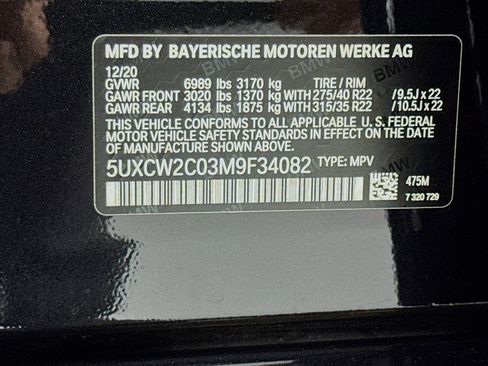 MFD BY BAYERISCHE MOTOREN WERKE AG
12/20
GVWR 6989 lbs 3170 kg TIRE / RIM
GAWR FRONT 3020 lbs 1370 kg WITH 275/40 R22 /9.5J x 22
GAWR REAR 4134 lbs 1875 kg WITH 315/35 R22 /10.5J x 22
THIS VEHICLE CONFORMS TO ALL APPLICABLE U. S. FEDERAL
MOTOR VEHICLE SAFETY STANDARDS IN EFFECT ON THE DATE
OF MANUFACTURE SHOWN ABOVE.
5UXCW2C03M9F34082 TYPE: MPV
475M
7 320 729